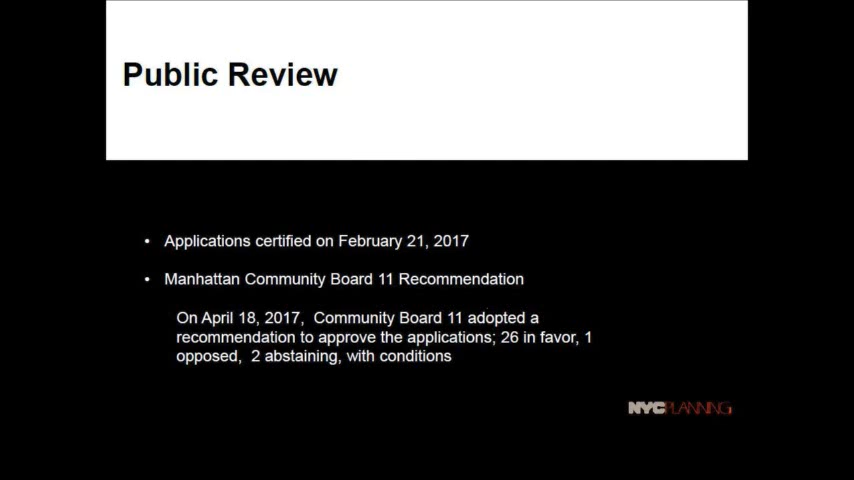 Public Review
• Applications certified on February 21, 2017
• Manhattan Community Board 11 Recommendation
On April 18, 2017, Community Board 11 adopted a
recommendation to approve the applications; 26 in favor, 1
opposed, 2 abstaining, with conditions
NYCPLANNING